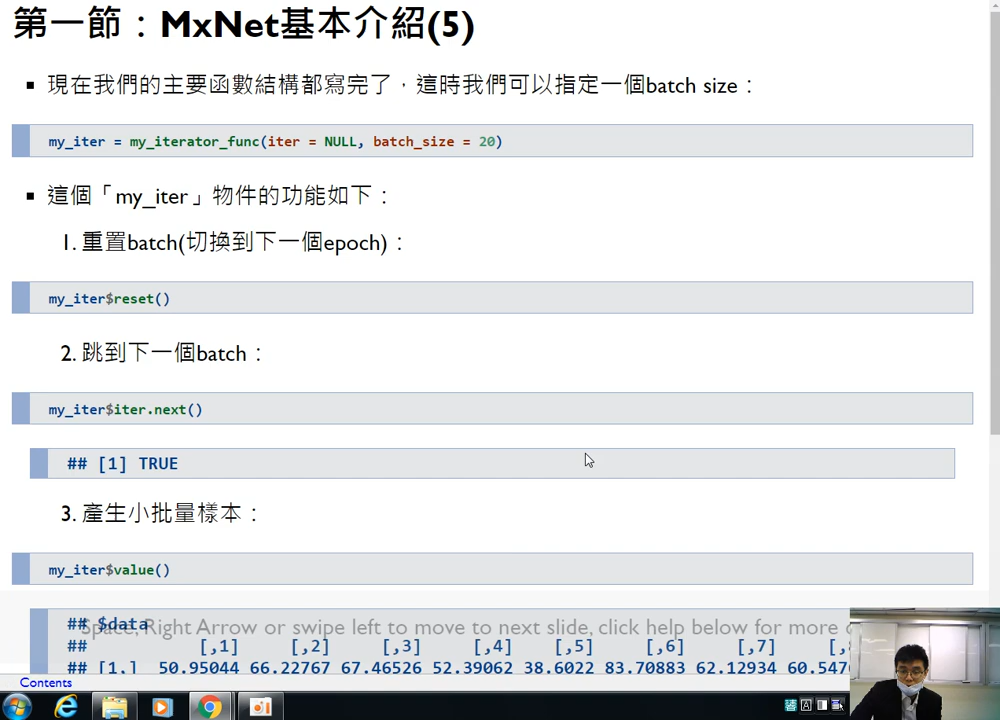 第一節：MxNet基本介紹(5)
▪ 現在我們的主要函數結構都寫完了，這時我們可以指定一個batch size：
my_iter = my_iterator_func(iter = NULL, batch_size = 20)
▪ 這個「my_iter」物件的功能如下：
1. 重置batch(切換到下一個epoch)：
my_iter$reset()
2. 跳到下一個batch：
my_iter$iter.next()
## [1] TRUE
3. 產生小批量樣本：
my_iter$value()
## $data
Space, Right Arrow or swipe left to move to next slide, click help below for more
## [,1] [,2] [,3] [,4] [,5] [,6] [,7]
## [1,] 50.95044 66.22767 67.46526 52.39062 38.6022 83.70883 62.12934 60.547
Contents